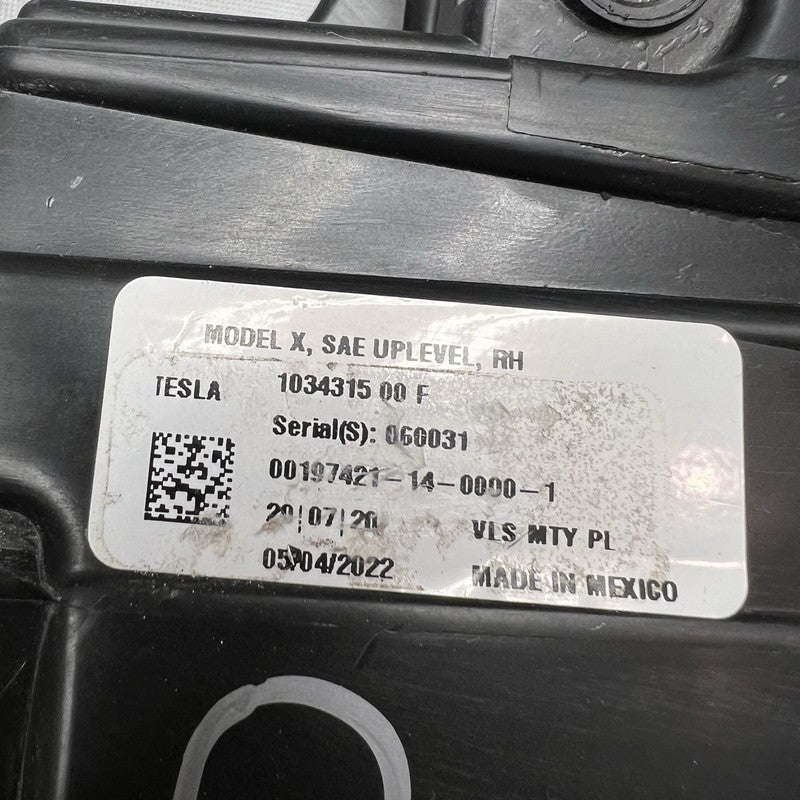 MODEL X, SAE UPLEVEL, RH
TESLA 1034315 00 F
Serial(S): 060031
00197421-14-0000-1
20|07|20 VLS MTY PL
05/04/2022 MADE IN MEXICO